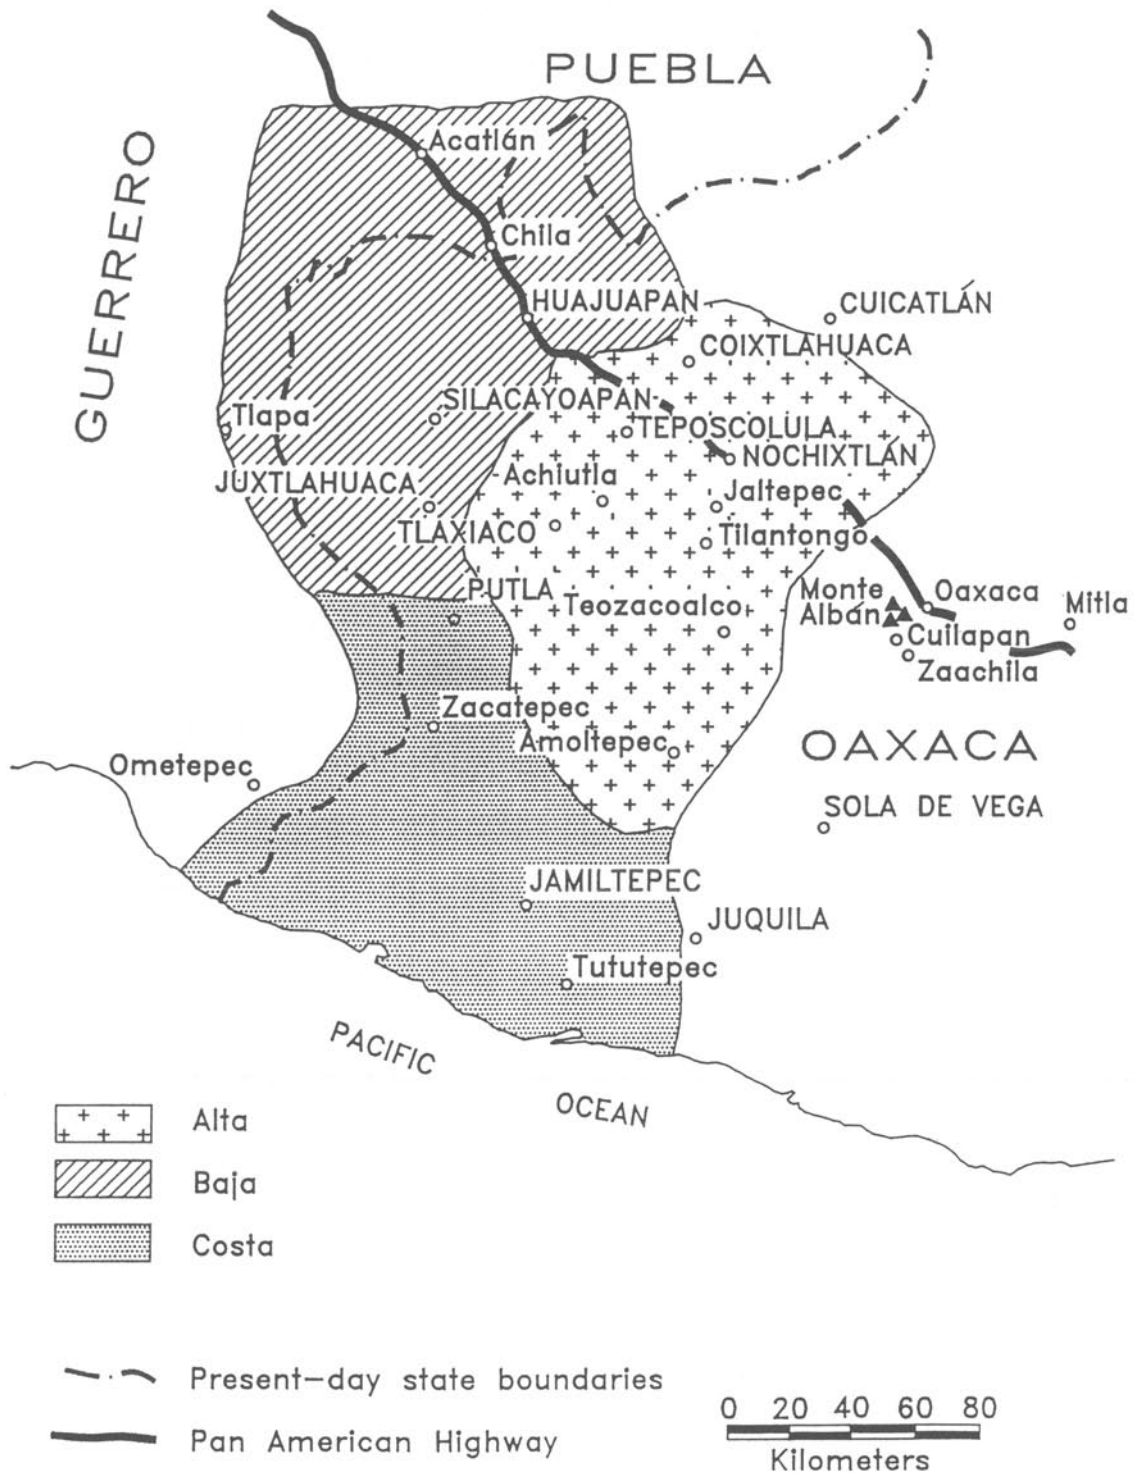 PUEBLA
GUERRERO
Acatlán
Chila
HUAJUAPAN
CUICATLÁN
COIXTLAHUACA
SILACAYOAPAN
Tlapa
TEPOSCOLULA
NOCHIXTLÁN
JUXTLAHUACA
Achiutla
Jaltepec
TLAXIACO
Tilantongo
PUTLA
Teozacoalco
Monte
Albán
Oaxaca
Mitla
Cuilapan
Zaachila
Zacatepec
Amoltepec
OAXACA
Ometepec
SOLA DE VEGA
JAMILTEPEC
JUQUILA
Tututepec
PACIFIC
OCEAN
Alta
Baja
Costa
Present-day state boundaries
Pan American Highway
0 20 40 60 80
Kilometers